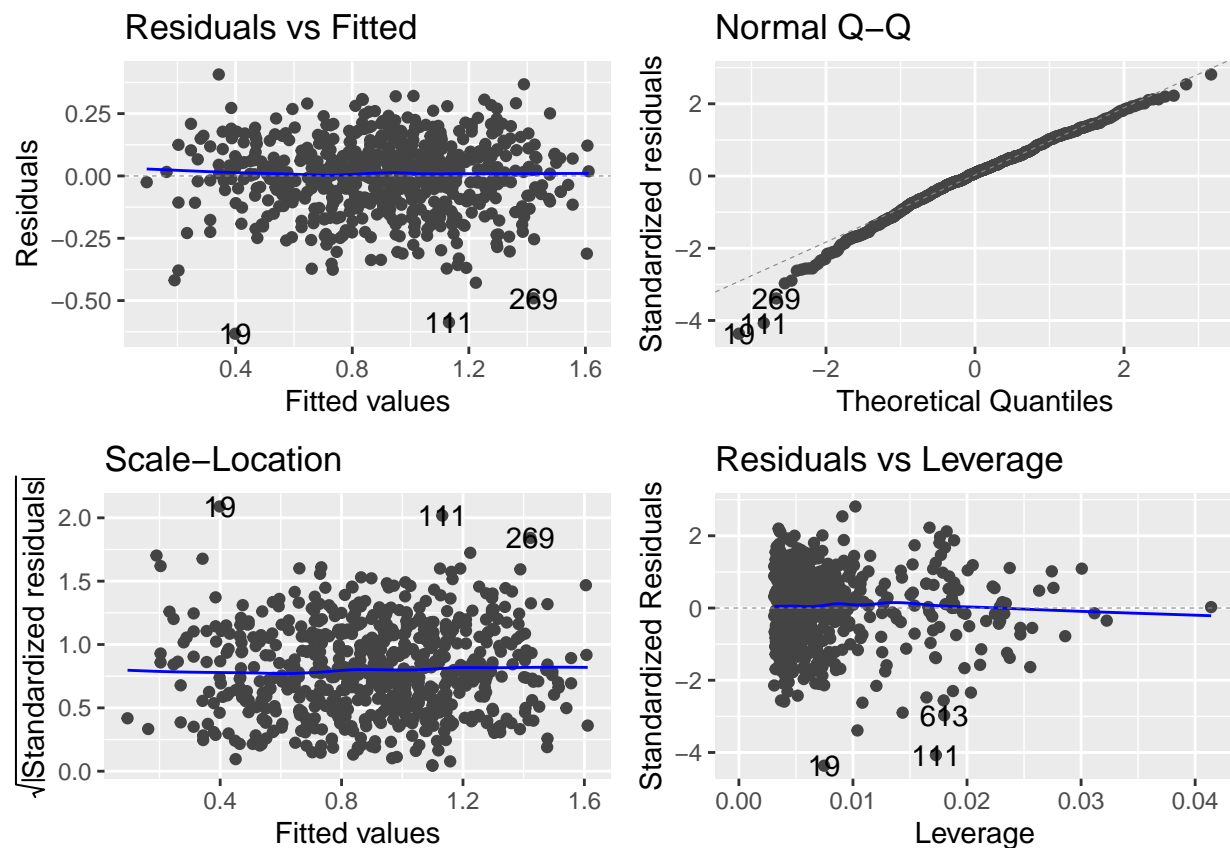 Residuals vs Fitted
Residuals
0.25
0.00
−0.25
−0.50
19
111
269
0.4 0.8 1.2 1.6
Fitted values
Normal Q−Q
Standardized residuals
2
0
−2
−4
269
111
19
−2 0 2
Theoretical Quantiles
Scale−Location
√|Standardized residuals|
2.0
1.5
1.0
0.5
0.0
19
111
269
0.4 0.8 1.2 1.6
Fitted values
Residuals vs Leverage
Standardized Residuals
2
0
−2
−4
613
111
19
0.00 0.01 0.02 0.03 0.04
Leverage